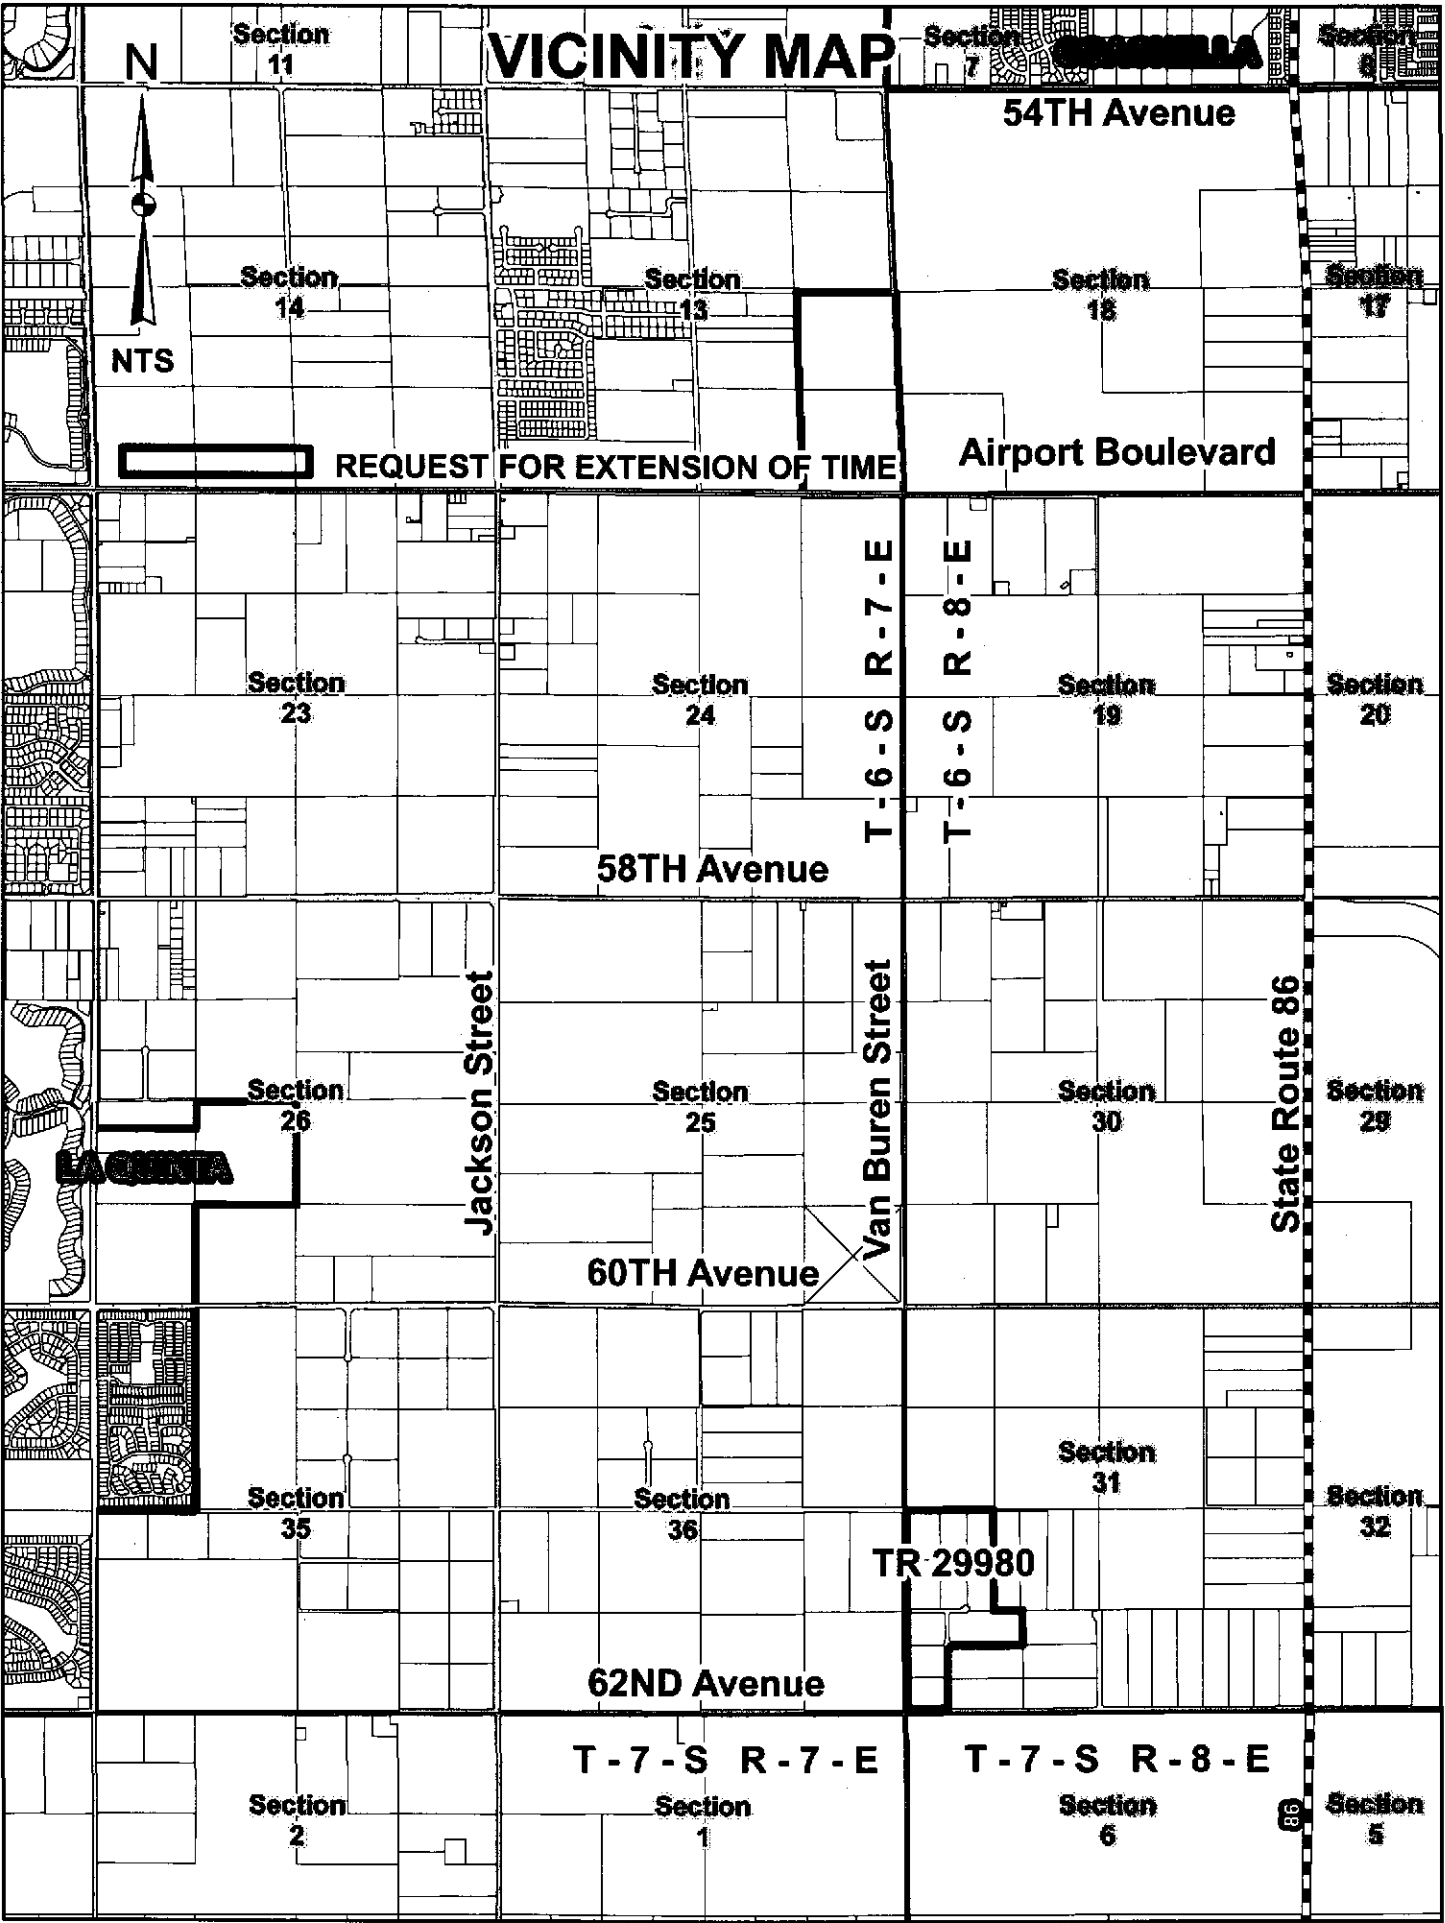 Section
11
VICINITY MAP
Section
7
COACHELLA
Section
8
N
54TH Avenue
Section
14
Section
13
Section
18
Section
17
NTS
REQUEST FOR EXTENSION OF TIME
Airport Boulevard
T - 6 - S R - 7 - E
T - 6 - S R - 8 - E
Section
23
Section
24
Section
19
Section
20
58TH Avenue
Jackson Street
Van Buren Street
State Route 86
Section
26
Section
25
Section
30
Section
29
LA QUINTA
60TH Avenue
Section
35
Section
36
Section
31
Section
32
TR 29980
62ND Avenue
T - 7 - S R - 7 - E
T - 7 - S R - 8 - E
Section
2
Section
1
Section
6
86
Section
5